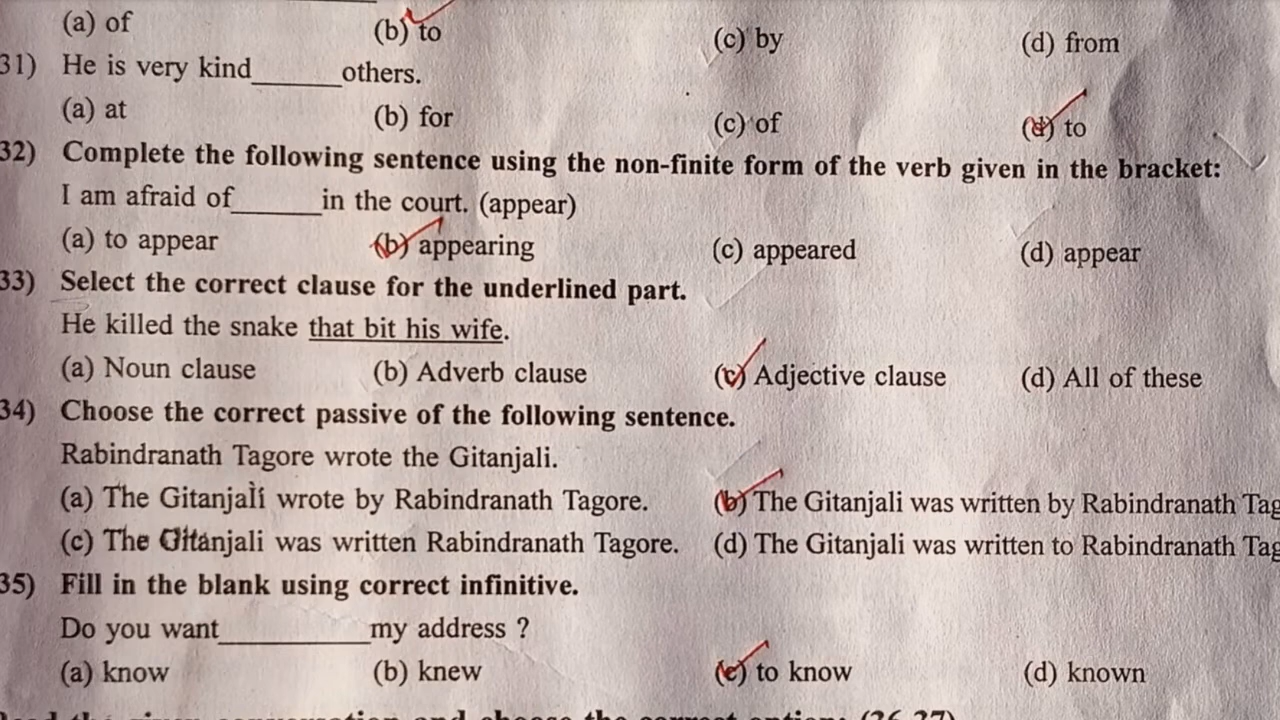 (a) of (b) to (c) by (d) from
31) He is very kind______others.
(a) at (b) for (c) of (d) to
32) Complete the following sentence using the non-finite form of the verb given in the bracket:
I am afraid of______in the court. (appear)
(a) to appear (b) appearing (c) appeared (d) appear
33) Select the correct clause for the underlined part.
He killed the snake that bit his wife.
(a) Noun clause (b) Adverb clause (c) Adjective clause (d) All of these
34) Choose the correct passive of the following sentence.
Rabindranath Tagore wrote the Gitanjali.
(a) The Gitanjali wrote by Rabindranath Tagore. (b) The Gitanjali was written by Rabindranath Tag
(c) The Gitanjali was written Rabindranath Tagore. (d) The Gitanjali was written to Rabindranath Tag
35) Fill in the blank using correct infinitive.
Do you want__________my address ?
(a) know (b) knew (c) to know (d) known